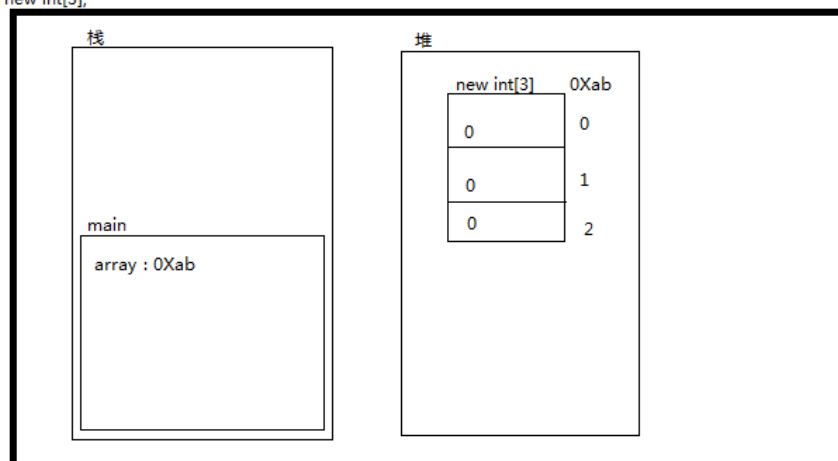 new int[3];
栈
堆
new int[3] 0Xab
0 0
0 1
0 2
main
array : 0Xab